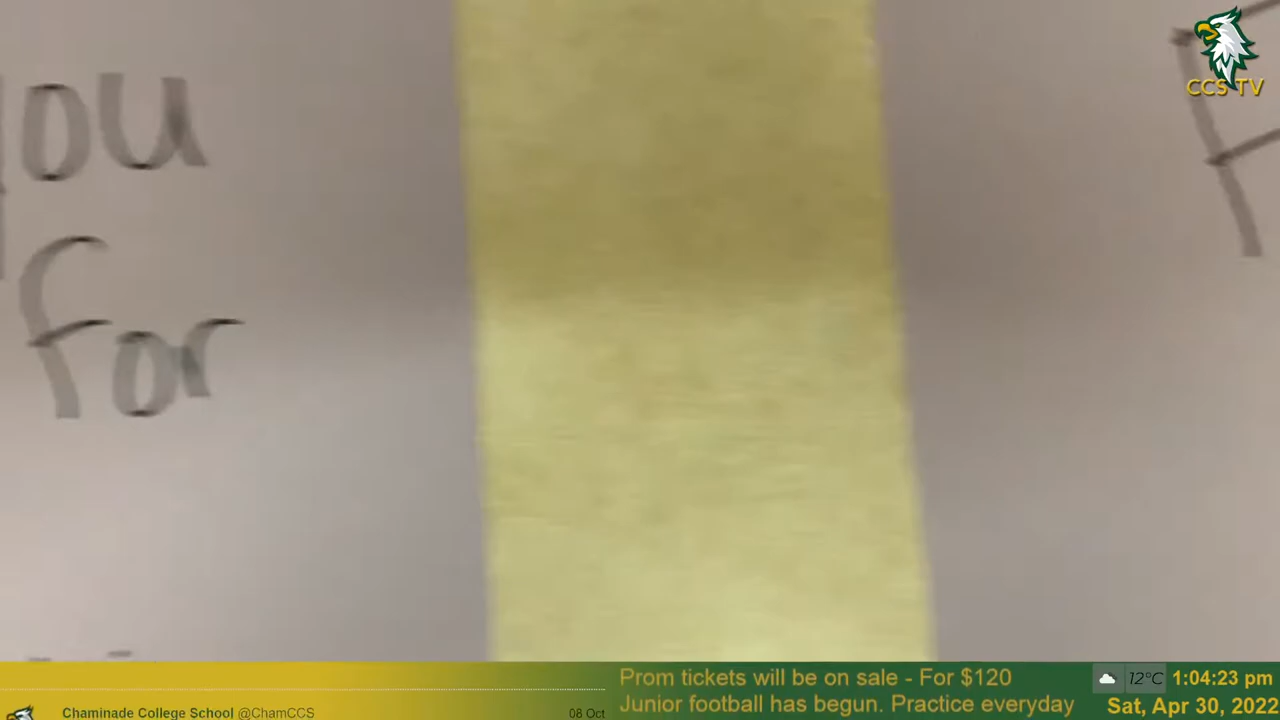 you
for
F
CCS TV
Prom tickets will be on sale - For $120
Junior football has begun. Practice everyday
12°C
1:04:23 pm
Sat, Apr 30, 2022
Chaminade College School @ChamCCS
08 Oct